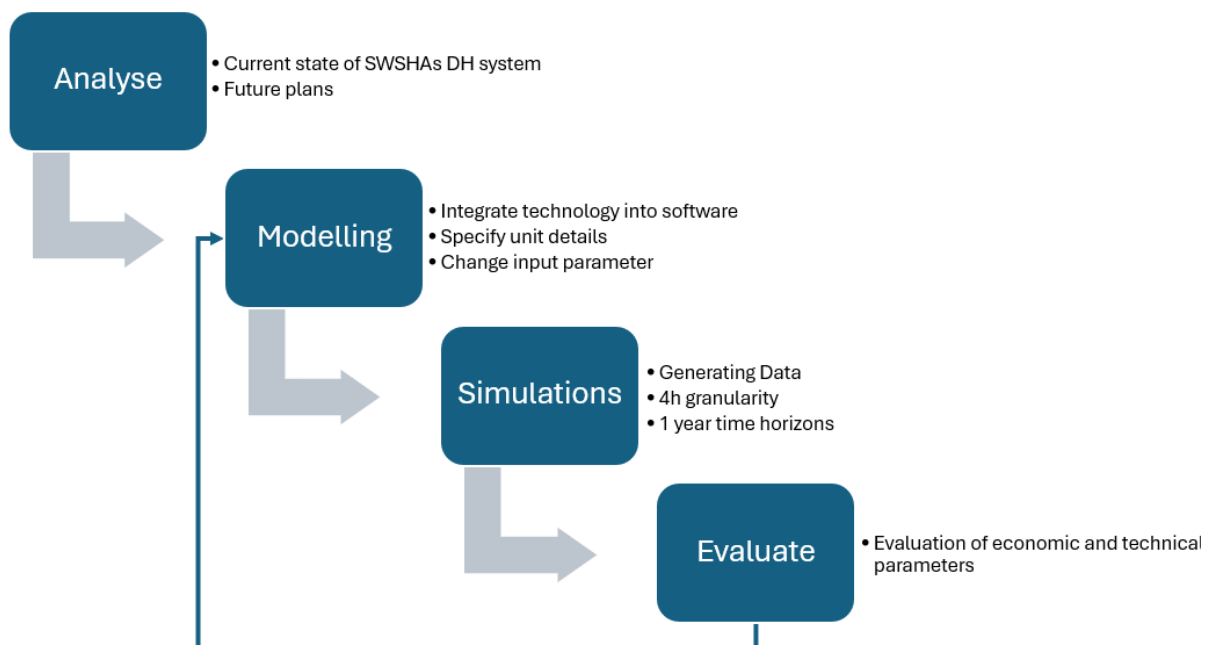 Analyse
• Current state of SWSHAs DH system
• Future plans
Modelling
• Integrate technology into software
• Specify unit details
• Change input parameter
Simulations
• Generating Data
• 4h granularity
• 1 year time horizons
Evaluate
• Evaluation of economic and technical
parameters